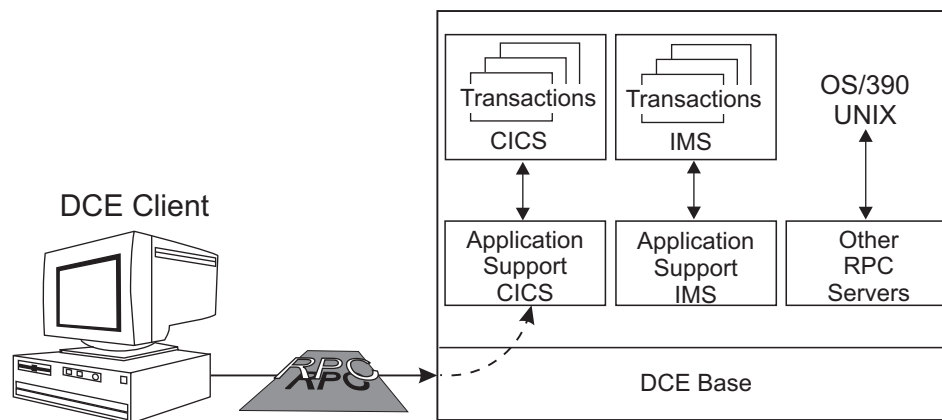 Transactions
CICS
Transactions
IMS
OS/390
UNIX
DCE Client
Application
Support
CICS
Application
Support
IMS
Other
RPC
Servers
RPC
DCE Base